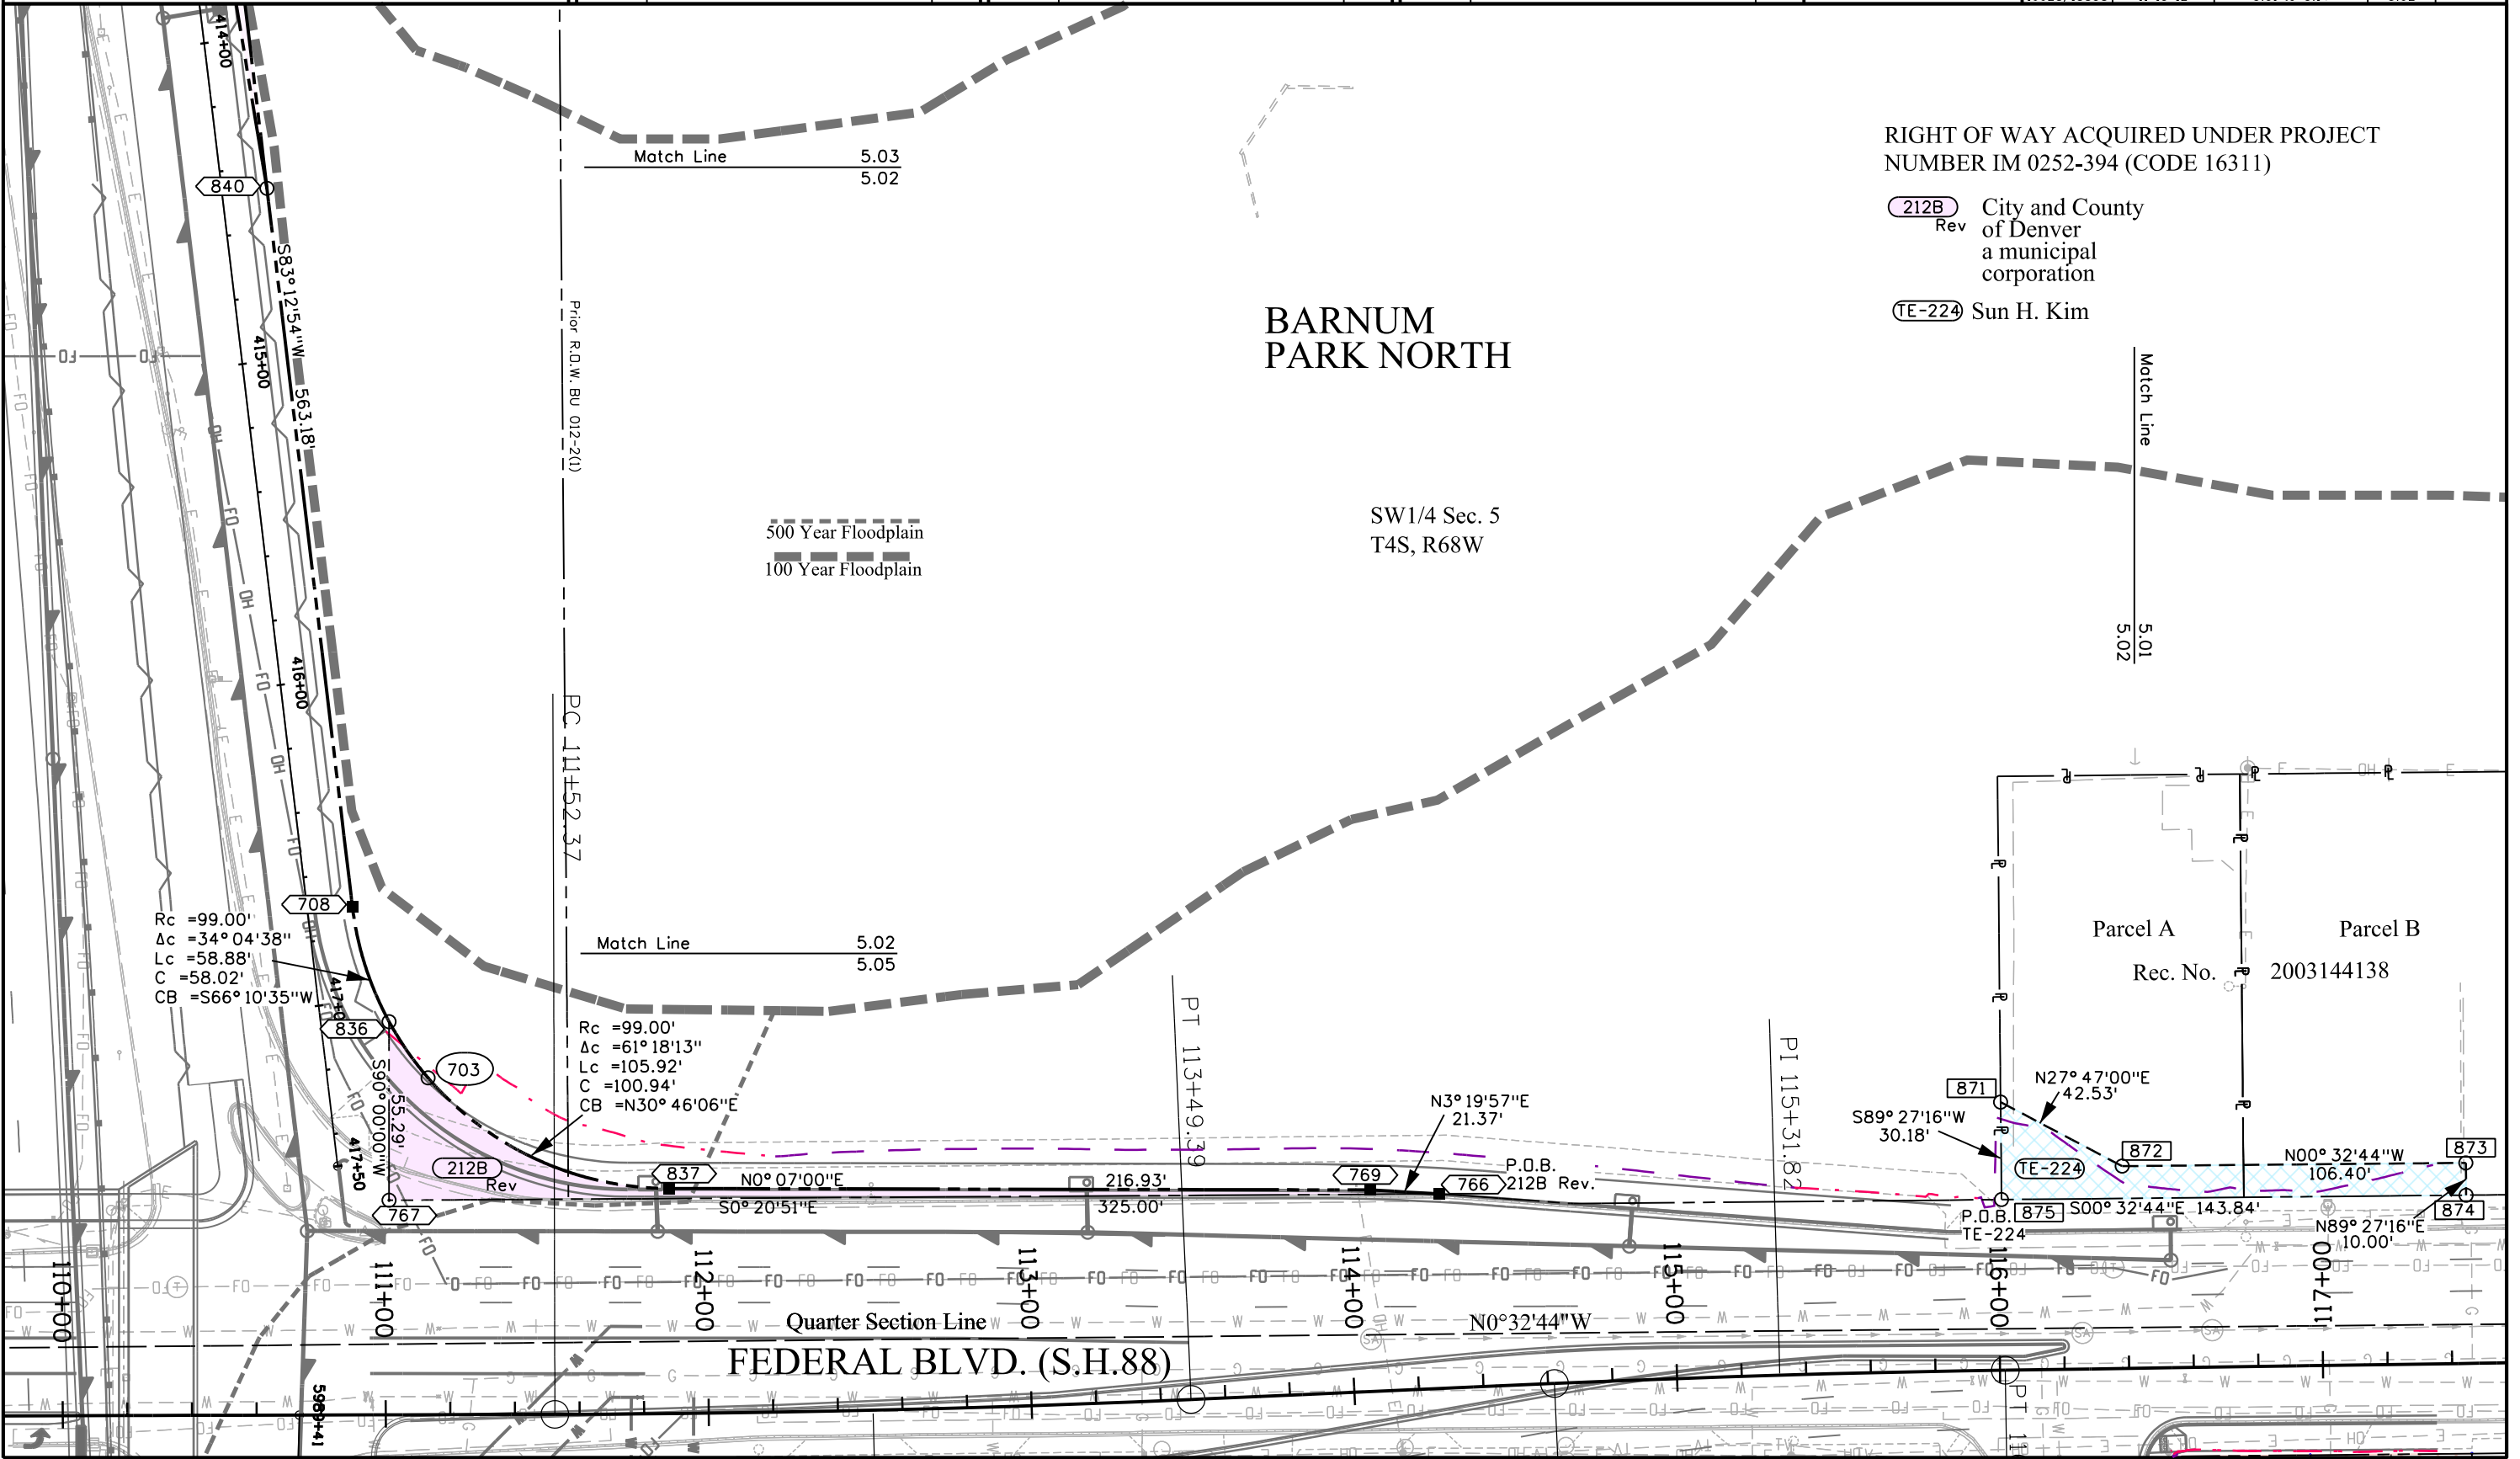 RIGHT OF WAY ACQUIRED UNDER PROJECT
NUMBER IM 0252-394 (CODE 16311)
212B
Rev
City and County
of Denver
a municipal
corporation
TE-224 Sun H. Kim
Match Line 5.03
5.02
414+00
840
S83°12'54"W 563.18'
415+00
Prior R.O.W. BU 012-2(1)
BARNUM
PARK NORTH
Match Line
5.01
5.02
500 Year Floodplain
100 Year Floodplain
SW1/4 Sec. 5
T4S, R68W
416+00
PC 111+52.37
708
Rc =99.00'
Δc =34°04'38"
Lc =58.88'
C =58.02'
CB =S66°10'35"W
Match Line 5.02
5.05
Parcel A
Parcel B
Rec. No. 2003144138
836
703
Rc =99.00'
Δc =61°18'13"
Lc =105.92'
C =100.94'
CB =N30°46'06"E
PT 113+49.39
PI 115+31.82
S90°00'00"W
55.29'
417+50
212B
Rev
767
837
N0°07'00"E 216.93'
S0°20'51"E 325.00'
769
N3°19'57"E
21.37'
766
P.O.B.
212B Rev.
871
N27°47'00"E
42.53'
S89°27'16"W
30.18'
872
TE-224
N00°32'44"W
106.40'
873
P.O.B.
TE-224
875
S00°32'44"E 143.84'
874
N89°27'16"E
10.00'
110+00
111+00
112+00
113+00
114+00
115+00
116+00
117+00
Quarter Section Line
N0°32'44"W
FEDERAL BLVD. (S.H.88)
589+41